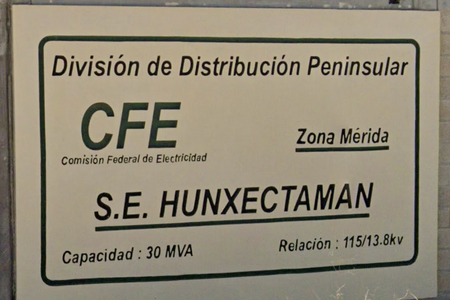 División de Distribución Peninsular
CFE
Comisión Federal de Electricidad
Zona Mérida
S.E. HUNXECTAMAN
Capacidad : 30 MVA
Relación : 115/13.8kv